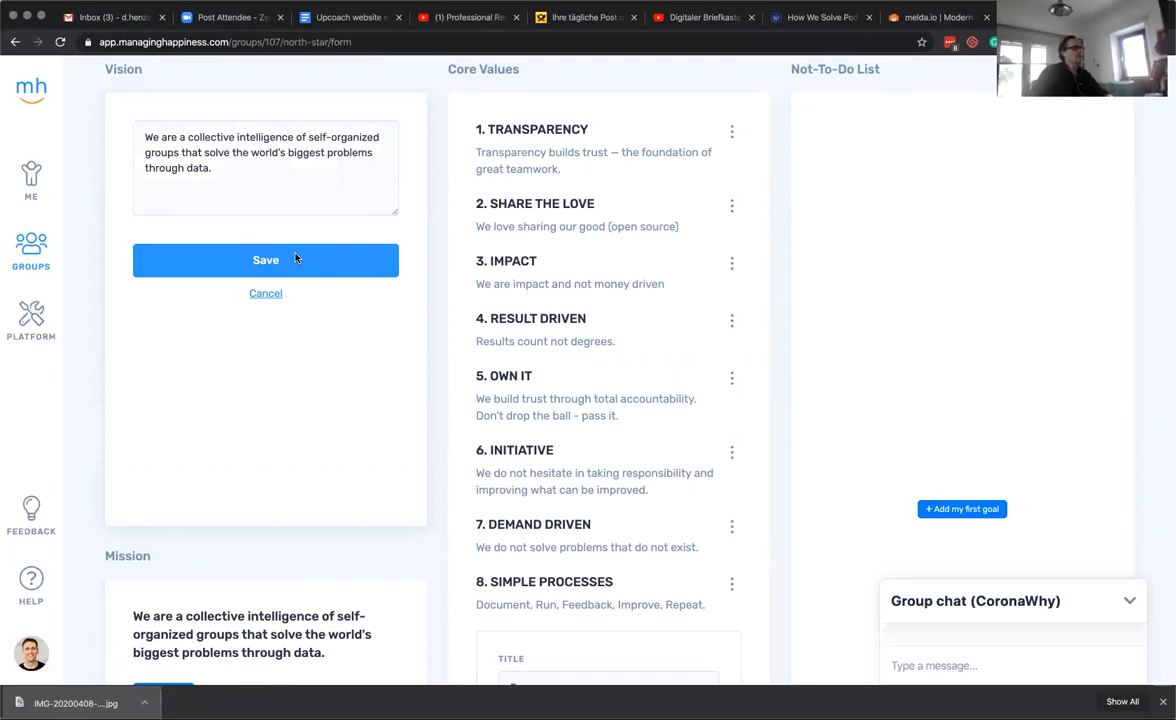 Inbox (3) - d.henzs
Post Attendee - Zo
Upcoach website c
(1) Professional Re
Ihre tägliche Post c
Digitaler Briefkaste
How We Solve Pod
melda.io | Modern
app.managinghappiness.com/groups/107/north-star/form
8
mh
ME
GROUPS
PLATFORM
FEEDBACK
HELP
Vision
We are a collective intelligence of self-organized
groups that solve the world's biggest problems
through data.
Save
Cancel
Mission
We are a collective intelligence of self-
organized groups that solve the world's
biggest problems through data.
Core Values
1. TRANSPARENCY
Transparency builds trust — the foundation of
great teamwork.
2. SHARE THE LOVE
We love sharing our good (open source)
3. IMPACT
We are impact and not money driven
4. RESULT DRIVEN
Results count not degrees.
5. OWN IT
We build trust through total accountability.
Don't drop the ball - pass it.
6. INITIATIVE
We do not hesitate in taking responsibility and
improving what can be improved.
7. DEMAND DRIVEN
We do not solve problems that do not exist.
8. SIMPLE PROCESSES
Document, Run, Feedback, Improve, Repeat.
TITLE
Not-To-Do List
+ Add my first goal
Group chat (CoronaWhy)
Type a message...
IMG-20200408-....jpg
Show All